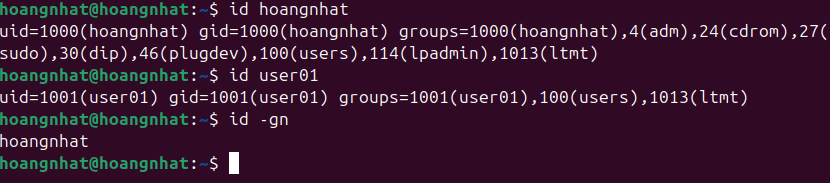 hoangnhat@hoangnhat:~$ id hoangnhat
uid=1000(hoangnhat) gid=1000(hoangnhat) groups=1000(hoangnhat),4(adm),24(cdrom),27(
sudo),30(dip),46(plugdev),100(users),114(lpadmin),1013(ltmt)
hoangnhat@hoangnhat:~$ id user01
uid=1001(user01) gid=1001(user01) groups=1001(user01),100(users),1013(ltmt)
hoangnhat@hoangnhat:~$ id -gn
hoangnhat
hoangnhat@hoangnhat:~$